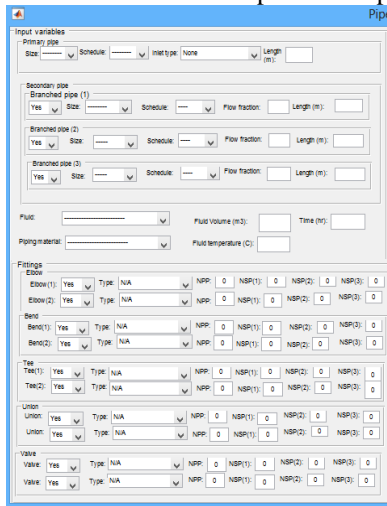 Pipe
Input variables
Primary pipe
Size: -------- Schedule: -------- Inlet type: None Length (m):
Secondary pipe
Branched pipe (1)
Yes Size: -------- Schedule: ---- Flow fraction: Length (m):
Branched pipe (2)
Yes Size: ----- Schedule: ---- Flow fraction: Length (m):
Branched pipe (3)
Yes Size: ----- Schedule: ---- Flow fraction: Length (m):
Fluid: -------------------------- Fluid Volume (m3): Time (hr):
Piping material: -------------------------- Fluid temperature (C):
Fittings
Elbow
Elbow(1): Yes Type: N/A NPP: 0 NSP(1): 0 NSP(2): 0 NSP(3): 0
Elbow(2): Yes Type: N/A NPP: 0 NSP(1): 0 NSP(2): 0 NSP(3): 0
Bend
Bend(1): Yes Type: N/A NPP: 0 NSP(1): 0 NSP(2): 0 NSP(3): 0
Bend(2): Yes Type: N/A NPP: 0 NSP(1): 0 NSP(2): 0 NSP(3): 0
Tee
Tee(1): Yes Type: N/A NPP: 0 NSP(1): 0 NSP(2): 0 NSP(3): 0
Tee(2): Yes Type: N/A NPP: 0 NSP(1): 0 NSP(2): 0 NSP(3): 0
Union
Union: Yes Type: N/A NPP: 0 NSP(1): 0 NSP(2): 0 NSP(3): 0
Union: Yes Type: N/A NPP: 0 NSP(1): 0 NSP(2): 0 NSP(3): 0
Valve
Valve: Yes Type: N/A NPP: 0 NSP(1): 0 NSP(2): 0 NSP(3): 0
Valve: Yes Type: N/A NPP: 0 NSP(1): 0 NSP(2): 0 NSP(3): 0